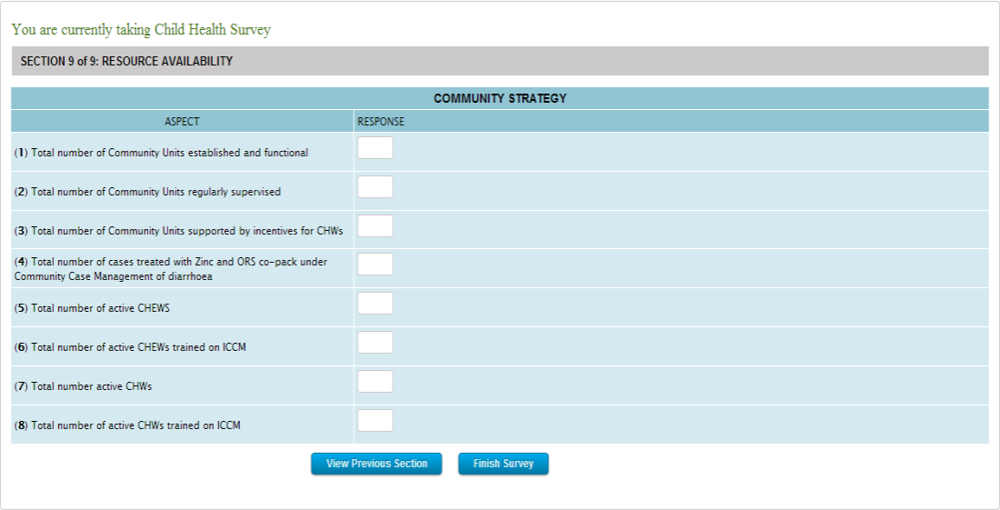 You are currently taking Child Health Survey
SECTION 9 of 9: RESOURCE AVAILABILITY
COMMUNITY STRATEGY
ASPECT RESPONSE
(1) Total number of Community Units established and functional
(2) Total number of Community Units regularly supervised
(3) Total number of Community Units supported by incentives for CHWs
(4) Total number of cases treated with Zinc and ORS co-pack under
Community Case Management of diarrhoea
(5) Total number of active CHEWS
(6) Total number of active CHEWs trained on ICCM
(7) Total number active CHWs
(8) Total number of active CHWs trained on ICCM
View Previous Section Finish Survey